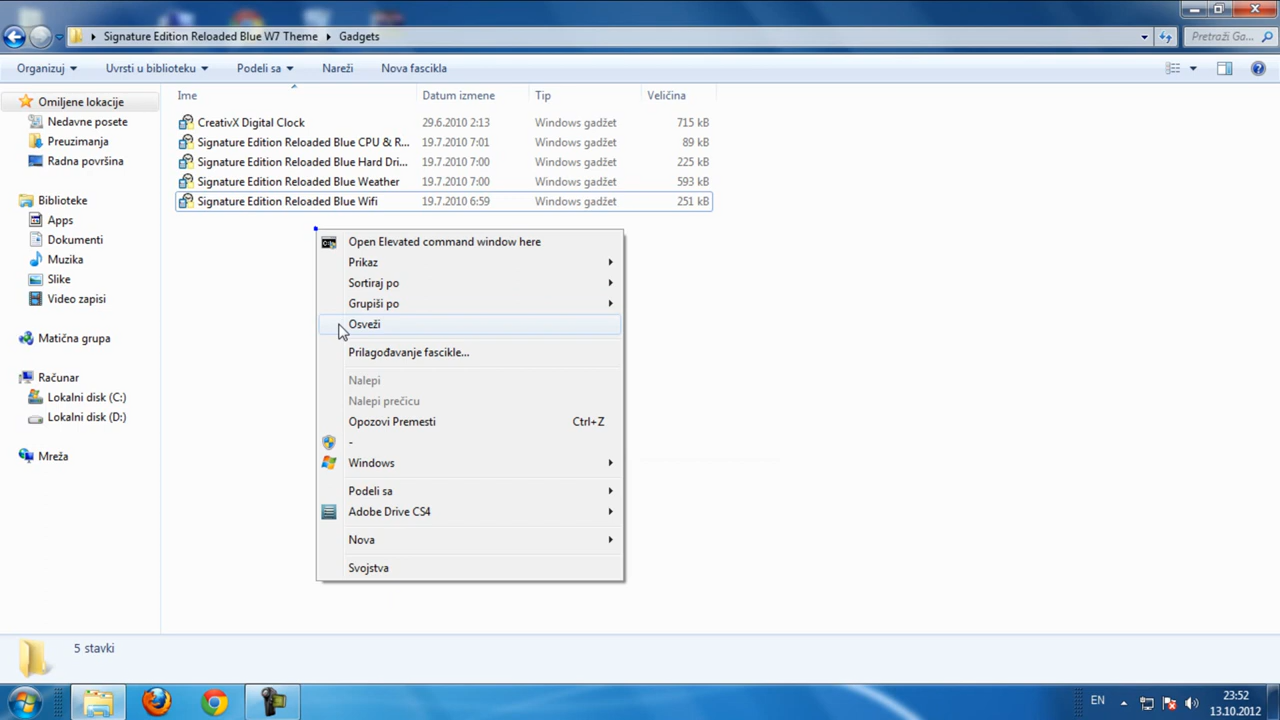 Signature Edition Reloaded Blue W7 Theme Gadgets
Pretraži Ga...
Organizuj Uvrsti u biblioteku Podeli sa Nareži Nova fascikla
Omiljene lokacije
Nedavne posete
Preuzimanja
Radna površina
Biblioteke
Apps
Dokumenti
Muzika
Slike
Video zapisi
Matična grupa
Računar
Lokalni disk (C:)
Lokalni disk (D:)
Mreža
Ime Datum izmene Tip Veličina
CreativX Digital Clock 29.6.2010 2:13 Windows gadžet 715 kB
Signature Edition Reloaded Blue CPU & R... 19.7.2010 7:01 Windows gadžet 89 kB
Signature Edition Reloaded Blue Hard Dri... 19.7.2010 7:00 Windows gadžet 225 kB
Signature Edition Reloaded Blue Weather 19.7.2010 7:00 Windows gadžet 593 kB
Signature Edition Reloaded Blue Wifi 19.7.2010 6:59 Windows gadžet 251 kB
Open Elevated command window here
Prikaz
Sortiraj po
Grupiši po
Osveži
Prilagođavanje fascikle...
Nalepi
Nalepi prečicu
Opozovi Premesti Ctrl+Z
-
Windows
Podeli sa
Adobe Drive CS4
Nova
Svojstva
5 stavki
EN
23:52
13.10.2012